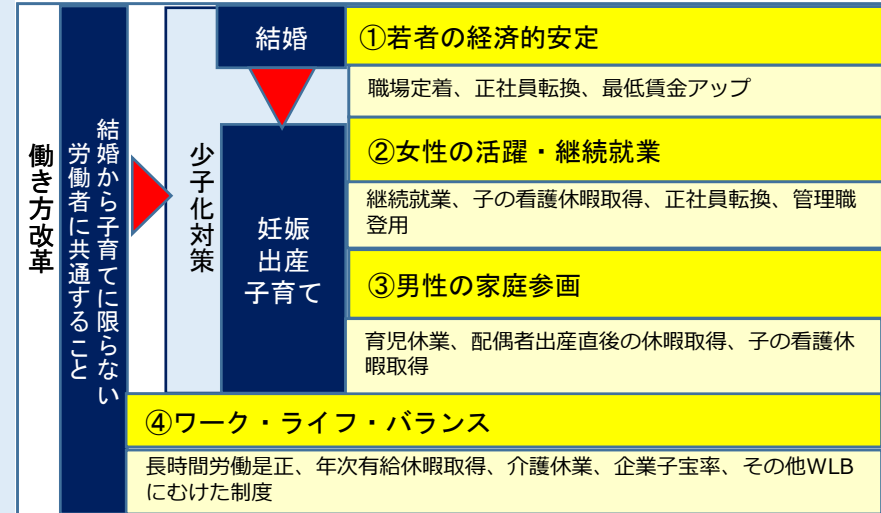 働き方改革
結婚から子育てに限らない
労働者に共通すること
少子化対策
結婚
①若者の経済的安定
職場定着、正社員転換、最低賃金アップ
妊娠
出産
子育て
②女性の活躍・継続就業
継続就業、子の看護休暇取得、正社員転換、管理職
登用
③男性の家庭参画
育児休業、配偶者出産直後の休暇取得、子の看護休
暇取得
④ワーク・ライフ・バランス
長時間労働是正、年次有給休暇取得、介護休業、企業子宝率、その他WLB
にむけた制度